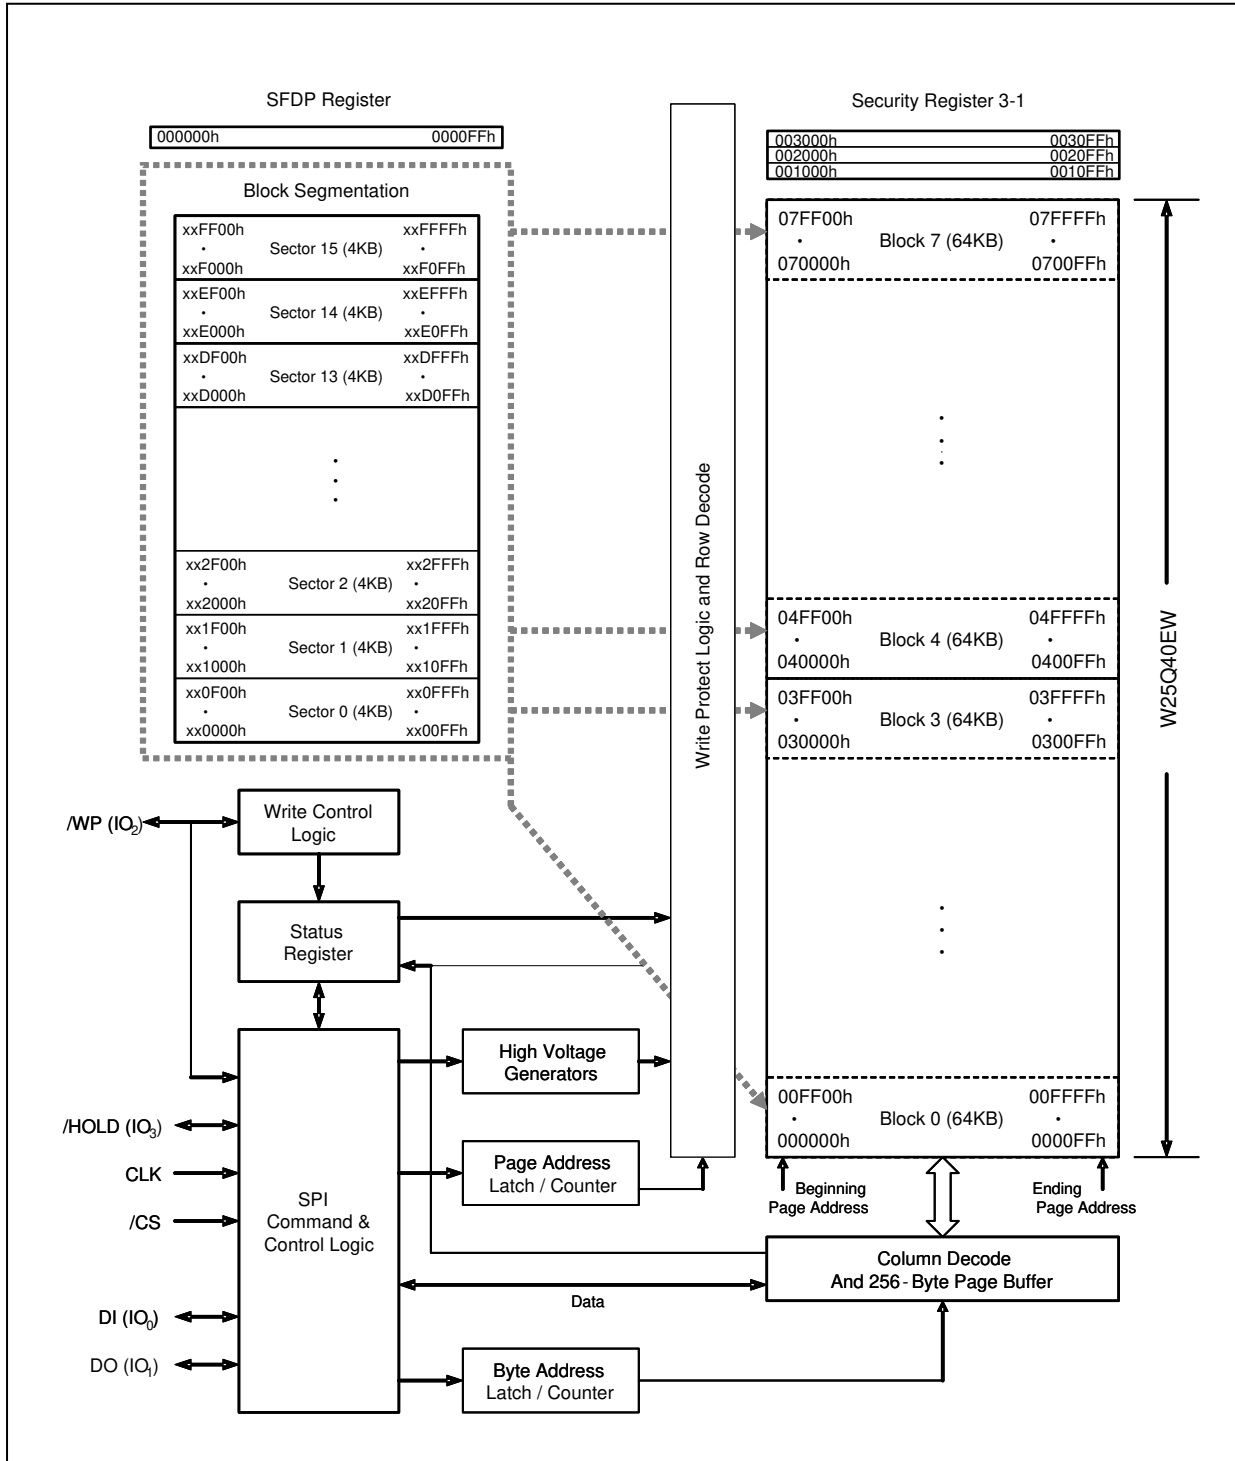 SFDP Register
000000h 0000FFh
Block Segmentation
xxFF00h xxFFFFh
Sector 15 (4KB)
xxF000h xxF0FFh
xxEF00h xxEFFFh
Sector 14 (4KB)
xxE000h xxE0FFh
xxDF00h xxDFFFh
Sector 13 (4KB)
xxD000h xxD0FFh
xx2F00h xx2FFFh
Sector 2 (4KB)
xx2000h xx20FFh
xx1F00h xx1FFFh
Sector 1 (4KB)
xx1000h xx10FFh
xx0F00h xx0FFFh
Sector 0 (4KB)
xx0000h xx00FFh
Write Protect Logic and Row Decode
Security Register 3-1
003000h 0030FFh
002000h 0020FFh
001000h 0010FFh
07FF00h 07FFFFh
Block 7 (64KB)
070000h 0700FFh
04FF00h 04FFFFh
Block 4 (64KB)
040000h 0400FFh
03FF00h 03FFFFh
Block 3 (64KB)
030000h 0300FFh
00FF00h 00FFFFh
Block 0 (64KB)
000000h 0000FFh
W25Q40EW
Beginning
Page Address
Ending
Page Address
/WP (IO2)
Write Control
Logic
Status
Register
High Voltage
Generators
/HOLD (IO3)
CLK
/CS
DI (IO0)
DO (IO1)
SPI
Command &
Control Logic
Page Address
Latch / Counter
Column Decode
And 256-Byte Page Buffer
Data
Byte Address
Latch / Counter